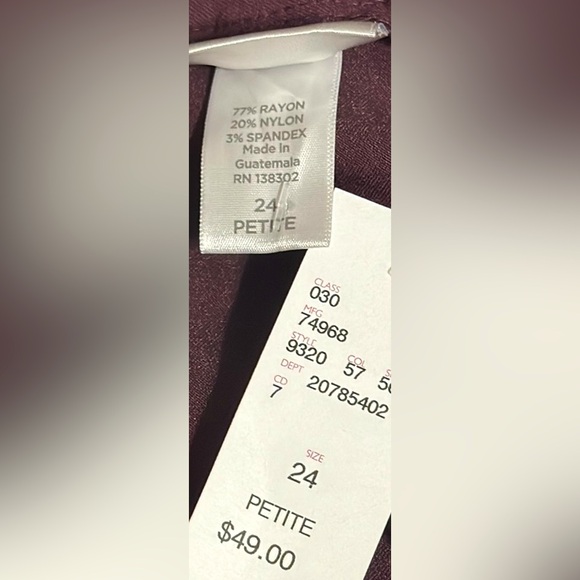 77% RAYON
20% NYLON
3% SPANDEX
Made In
Guatemala
RN 138302
24
PETITE
CLASS
030
MFG
74968
STYLE COL
9320 57
DEPT
CD 20785402
7
SIZE
24
PETITE
$49.00